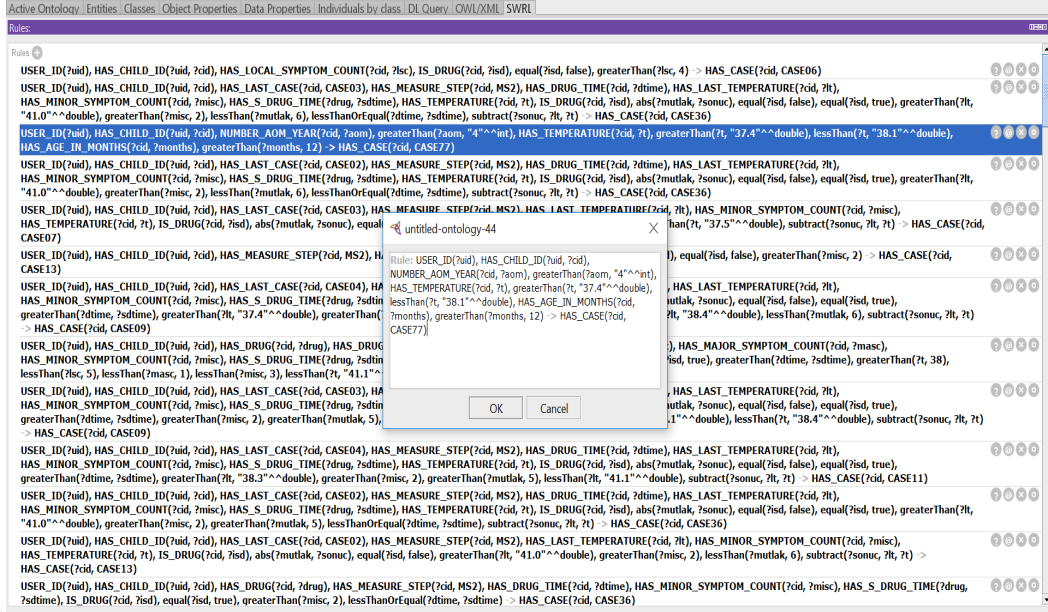 Active Ontology Entities Classes Object Properties Data Properties Individuals by class DL Query OWL/XML SWRL
Rules:
Rules
USER_ID(?uid), HAS_CHILD_ID(?uid, ?cid), HAS_LOCAL_SYMPTOM_COUNT(?cid, ?lsc), IS_DRUG(?cid, ?isd), equal(?isd, false), greaterThan(?lsc, 4) -> HAS_CASE(?cid, CASE06)
USER_ID(?uid), HAS_CHILD_ID(?uid, ?cid), HAS_LAST_CASE(?cid, CASE03), HAS_MEASURE_STEP(?cid, MS2), HAS_DRUG_TIME(?cid, ?dtime), HAS_LAST_TEMPERATURE(?cid, ?lt),
HAS_MINOR_SYMPTOM_COUNT(?cid, ?misc), HAS_S_DRUG_TIME(?drug, ?sdtime), HAS_TEMPERATURE(?cid, ?t), IS_DRUG(?cid, ?isd), abs(?mutlak, ?sonuc), equal(?isd, false), equal(?isd, true), greaterThan(?lt,
"41.0"^^double), greaterThan(?misc, 2), lessThan(?mutlak, 6), lessThanOrEqual(?dtime, ?sdtime), subtract(?sonuc, ?lt, ?t) -> HAS_CASE(?cid, CASE36)
USER_ID(?uid), HAS_CHILD_ID(?uid, ?cid), NUMBER_AOM_YEAR(?cid, ?aom), greaterThan(?aom, "4"^^int), HAS_TEMPERATURE(?cid, ?t), greaterThan(?t, "37.4"^^double), lessThan(?t, "38.1"^^double),
HAS_AGE_IN_MONTHS(?cid, ?months), greaterThan(?months, 12) -> HAS_CASE(?cid, CASE77)
USER_ID(?uid), HAS_CHILD_ID(?uid, ?cid), HAS_LAST_CASE(?cid, CASE02), HAS_MEASURE_STEP(?cid, MS2), HAS_DRUG_TIME(?cid, ?dtime), HAS_LAST_TEMPERATURE(?cid, ?lt),
HAS_MINOR_SYMPTOM_COUNT(?cid, ?misc), HAS_S_DRUG_TIME(?drug, ?sdtime), HAS_TEMPERATURE(?cid, ?t), IS_DRUG(?cid, ?isd), abs(?mutlak, ?sonuc), equal(?isd, false), equal(?isd, true), greaterThan(?lt,
"41.0"^^double), greaterThan(?misc, 2), lessThan(?mutlak, 6), lessThanOrEqual(?dtime, ?sdtime), subtract(?sonuc, ?lt, ?t) -> HAS_CASE(?cid, CASE36)
USER_ID(?uid), HAS_CHILD_ID(?uid, ?cid), HAS_LAST_CASE(?cid, CASE03), HAS_MEASURE_STEP(?cid, MS2), HAS_LAST_TEMPERATURE(?cid, ?lt), HAS_MINOR_SYMPTOM_COUNT(?cid, ?misc),
HAS_TEMPERATURE(?cid, ?t), IS_DRUG(?cid, ?isd), abs(?mutlak, ?sonuc), (?t, "37.5"^^double), subtract(?sonuc, ?lt, ?t) -> HAS_CASE(?cid,
CASE07)
USER_ID(?uid), HAS_CHILD_ID(?uid, ?cid), HAS_MEASURE_STEP(?cid, MS2), equal(?isd, false), greaterThan(?misc, 2) -> HAS_CASE(?cid,
CASE13)
USER_ID(?uid), HAS_CHILD_ID(?uid, ?cid), HAS_LAST_CASE(?cid, CASE04), HAS_LAST_TEMPERATURE(?cid, ?lt),
HAS_MINOR_SYMPTOM_COUNT(?cid, ?misc), HAS_S_DRUG_TIME(?drug, ?sonuc), equal(?isd, false), equal(?isd, true),
greaterThan(?dtime, ?sdtime), greaterThan(?lt, "37.4"^^double), "38.4"^^double), lessThan(?mutlak, 6), subtract(?sonuc, ?lt, ?t)
-> HAS_CASE(?cid, CASE09)
USER_ID(?uid), HAS_CHILD_ID(?uid, ?cid), HAS_DRUG(?cid, ?drug), HAS_MAJOR_SYMPTOM_COUNT(?cid, ?masc),
HAS_MINOR_SYMPTOM_COUNT(?cid, ?misc), HAS_S_DRUG_TIME(?drug, true), greaterThan(?dtime, ?sdtime), greaterThan(?t, 38),
lessThan(?lsc, 5), lessThan(?masc, 1), lessThan(?misc, 3), lessThan(?t,
USER_ID(?uid), HAS_CHILD_ID(?uid, ?cid), HAS_LAST_CASE(?cid, CASE03), HAS_LAST_TEMPERATURE(?cid, ?lt),
HAS_MINOR_SYMPTOM_COUNT(?cid, ?misc), HAS_S_DRUG_TIME(?drug, ?sonuc), equal(?isd, false), equal(?isd, true),
greaterThan(?dtime, ?sdtime), greaterThan(?misc, 2), greaterThan(?mutlak, 5), lessThan(?t, "38.4"^^double), subtract(?sonuc, ?lt, ?t)
-> HAS_CASE(?cid, CASE09)
USER_ID(?uid), HAS_CHILD_ID(?uid, ?cid), HAS_LAST_CASE(?cid, CASE04), HAS_MEASURE_STEP(?cid, MS2), HAS_DRUG_TIME(?cid, ?dtime), HAS_LAST_TEMPERATURE(?cid, ?lt),
HAS_MINOR_SYMPTOM_COUNT(?cid, ?misc), HAS_S_DRUG_TIME(?drug, ?sdtime), HAS_TEMPERATURE(?cid, ?t), IS_DRUG(?cid, ?isd), abs(?mutlak, ?sonuc), equal(?isd, false), equal(?isd, true),
greaterThan(?dtime, ?sdtime), greaterThan(?lt, "38.3"^^double), greaterThan(?misc, 2), greaterThan(?mutlak, 5), lessThan(?lt, "41.1"^^double), subtract(?sonuc, ?lt, ?t) -> HAS_CASE(?cid, CASE11)
USER_ID(?uid), HAS_CHILD_ID(?uid, ?cid), HAS_LAST_CASE(?cid, CASE02), HAS_MEASURE_STEP(?cid, MS2), HAS_DRUG_TIME(?cid, ?dtime), HAS_LAST_TEMPERATURE(?cid, ?lt),
HAS_MINOR_SYMPTOM_COUNT(?cid, ?misc), HAS_S_DRUG_TIME(?drug, ?sdtime), HAS_TEMPERATURE(?cid, ?t), IS_DRUG(?cid, ?isd), abs(?mutlak, ?sonuc), equal(?isd, false), equal(?isd, true), greaterThan(?lt,
"41.0"^^double), greaterThan(?misc, 2), greaterThan(?mutlak, 5), lessThanOrEqual(?dtime, ?sdtime), subtract(?sonuc, ?lt, ?t) -> HAS_CASE(?cid, CASE36)
USER_ID(?uid), HAS_CHILD_ID(?uid, ?cid), HAS_LAST_CASE(?cid, CASE02), HAS_MEASURE_STEP(?cid, MS2), HAS_LAST_TEMPERATURE(?cid, ?lt), HAS_MINOR_SYMPTOM_COUNT(?cid, ?misc),
HAS_TEMPERATURE(?cid, ?t), IS_DRUG(?cid, ?isd), abs(?mutlak, ?sonuc), equal(?isd, false), greaterThan(?lt, "41.0"^^double), greaterThan(?misc, 2), lessThan(?mutlak, 6), subtract(?sonuc, ?lt, ?t) ->
HAS_CASE(?cid, CASE13)
USER_ID(?uid), HAS_CHILD_ID(?uid, ?cid), HAS_DRUG(?cid, ?drug), HAS_MEASURE_STEP(?cid, MS2), HAS_DRUG_TIME(?cid, ?dtime), HAS_MINOR_SYMPTOM_COUNT(?cid, ?misc), HAS_S_DRUG_TIME(?drug,
?sdtime), IS_DRUG(?cid, ?isd), equal(?isd, true), greaterThan(?misc, 2), lessThanOrEqual(?dtime, ?sdtime) -> HAS_CASE(?cid, CASE36)
untitled-ontology-44
Rule: USER_ID(?uid), HAS_CHILD_ID(?uid, ?cid),
NUMBER_AOM_YEAR(?cid, ?aom), greaterThan(?aom, "4"^^int),
HAS_TEMPERATURE(?cid, ?t), greaterThan(?t, "37.4"^^double),
lessThan(?t, "38.1"^^double), HAS_AGE_IN_MONTHS(?cid,
?months), greaterThan(?months, 12) -> HAS_CASE(?cid,
CASE77)
OK Cancel